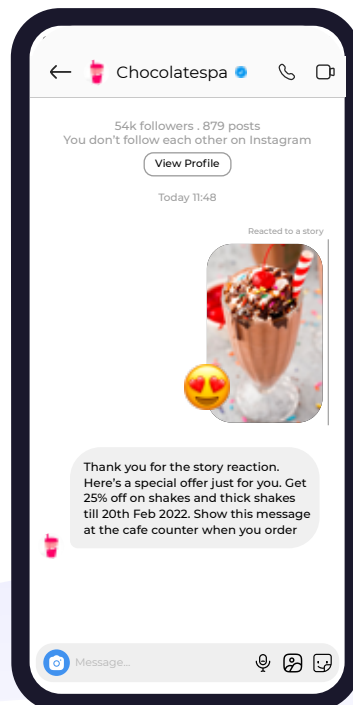 Chocolatespa
54k followers . 879 posts
You don't follow each other on Instagram
View Profile
Today 11:48
Reacted to a story
Thank you for the story reaction.
Here's a special offer just for you. Get
25% off on shakes and thick shakes
till 20th Feb 2022. Show this message
at the cafe counter when you order
Message...